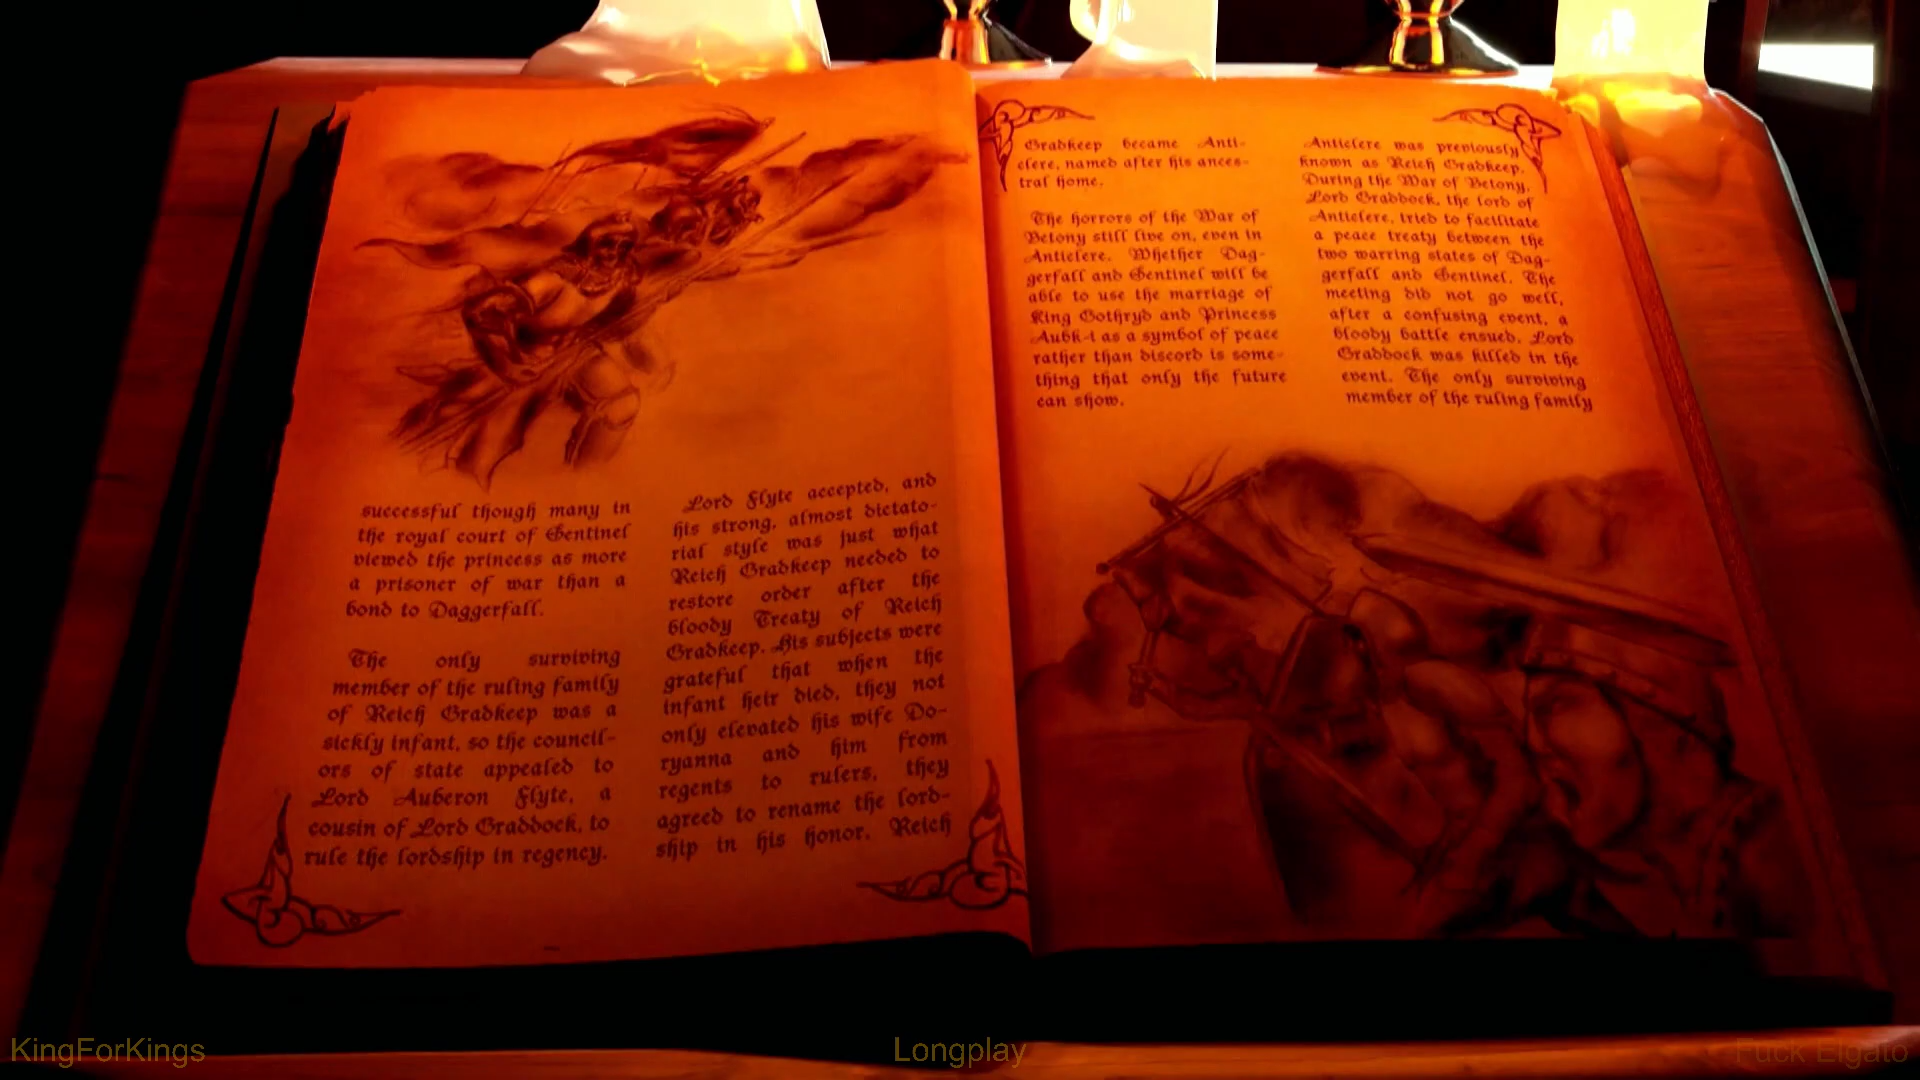 successful though many in
the royal court of Sentinel
viewed the princess as more
a prisoner of war than a
bond to Daggerfall.
The only surviving
member of the ruling family
of Reich Gradkeep was a
sickly infant, so the council-
ors of state appealed to
Lord Auberon Flyte, a
cousin of Lord Graddock, to
rule the lordship in regency.
Lord Flyte accepted, and
his strong, almost dictato-
rial style was just what
Reich Gradkeep needed to
restore order after the
bloody Treaty of Reich
Gradkeep. His subjects were
grateful that when the
infant heir died, they not
only elevated his wife Do-
ryanna and him from
regents to rulers, they
agreed to rename the lord-
ship in his honor. Reich
Gradkeep became Anti-
clere, named after his ances-
tral home.
The horrors of the War of
Betony still live on, even in
Anticlere. Whether Dag-
gerfall and Sentinel will be
able to use the marriage of
King Gothryd and Princess
Aubk-i as a symbol of peace
rather than discord is some-
thing that only the future
can show.
Anticlere was previously
known as Reich Gradkeep.
During the War of Betony,
Lord Graddock, the lord of
Anticlere, tried to facilitate
a peace treaty between the
two warring states of Dag-
gerfall and Sentinel. The
meeting did not go well,
after a confusing event, a
bloody battle ensued. Lord
Graddock was killed in the
event. The only surviving
member of the ruling family
KingForKings
Longplay
Fuck Elgato